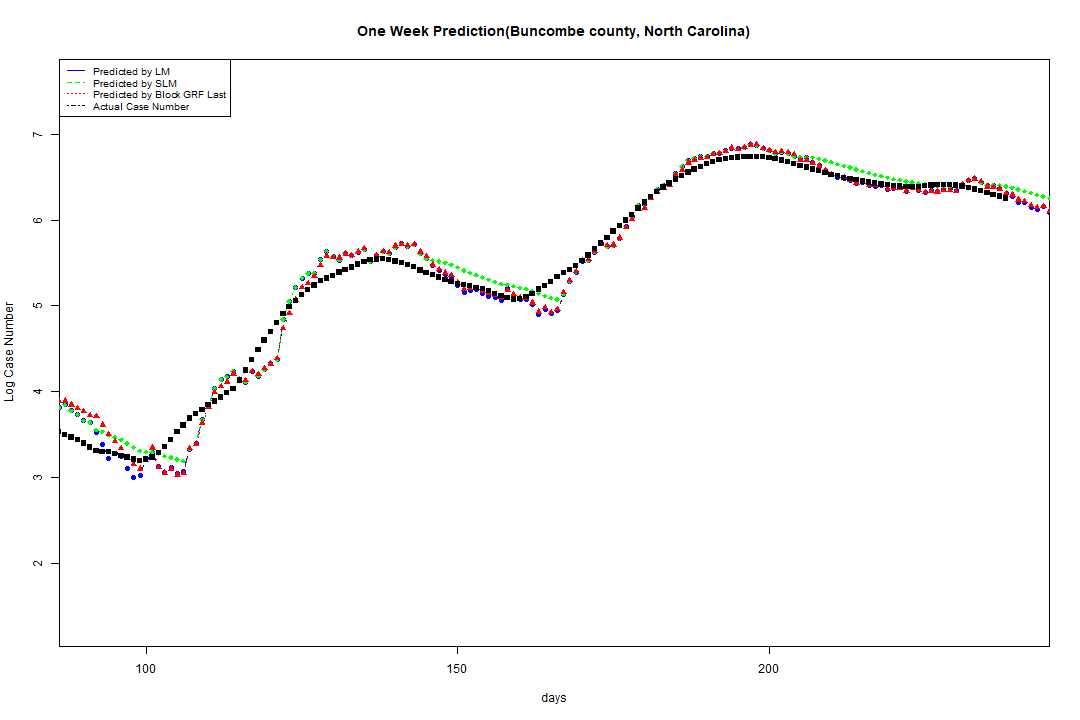 One Week Prediction(Buncombe county, North Carolina)
Predicted by LM
Predicted by SLM
Predicted by Block GRF Last
Actual Case Number
7
6
5
4
3
2
Log Case Number
100 150 200
days